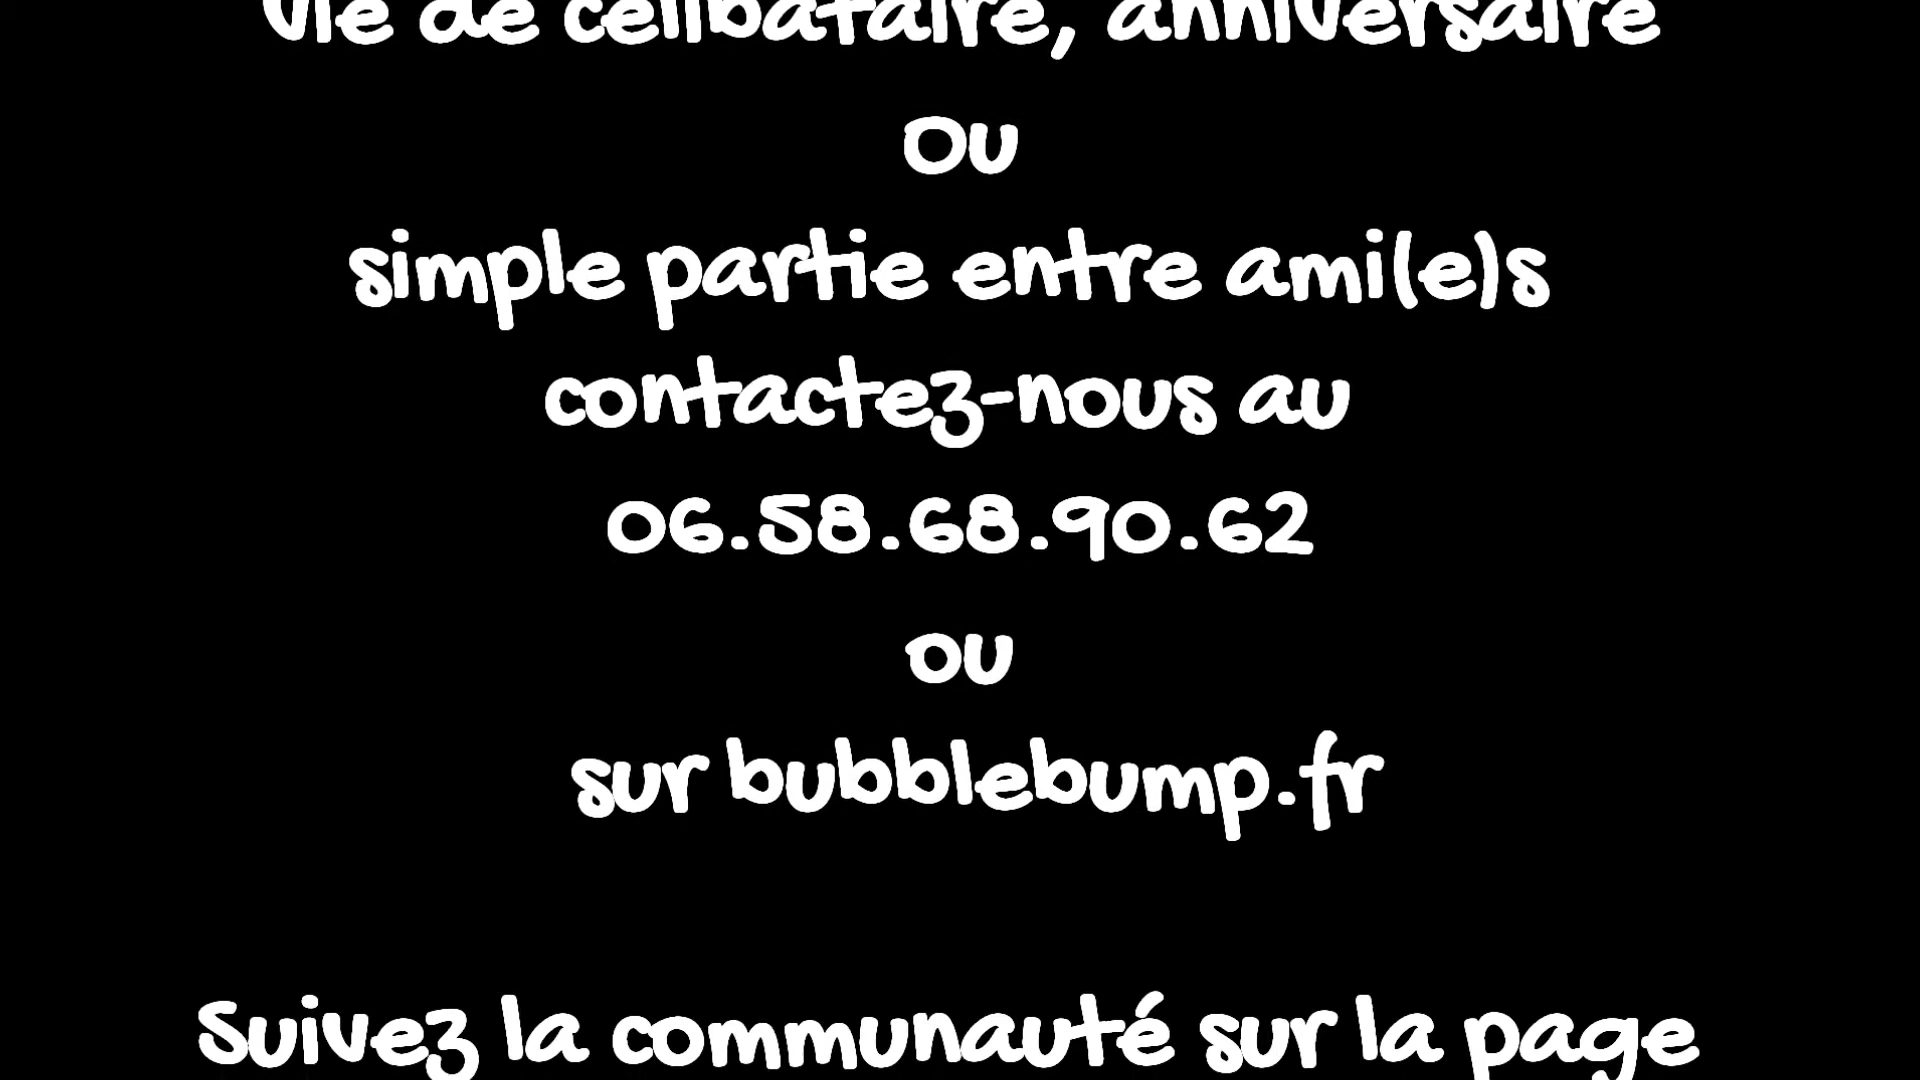 vie de célibataire, anniversaire
Ou
simple partie entre ami(e)s
contactez-nous au
06.58.68.90.62
ou
sur bubblebump.fr
Suivez la communauté sur la page